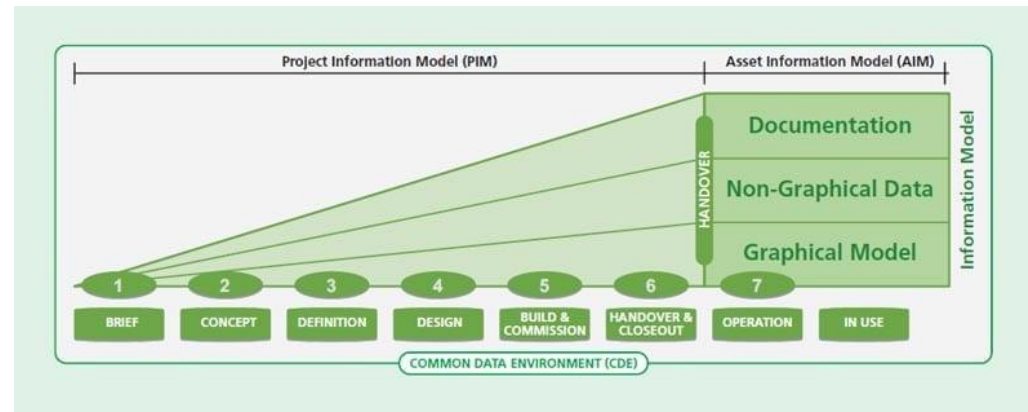 Project Information Model (PIM)
Asset Information Model (AIM)
Documentation
Non-Graphical Data
Graphical Model
HANDOVER
Information Model
1
2
3
4
5
6
7
BRIEF
CONCEPT
DEFINITION
DESIGN
BUILD &
COMMISSION
HANDOVER &
CLOSEOUT
OPERATION
IN USE
COMMON DATA ENVIRONMENT (CDE)